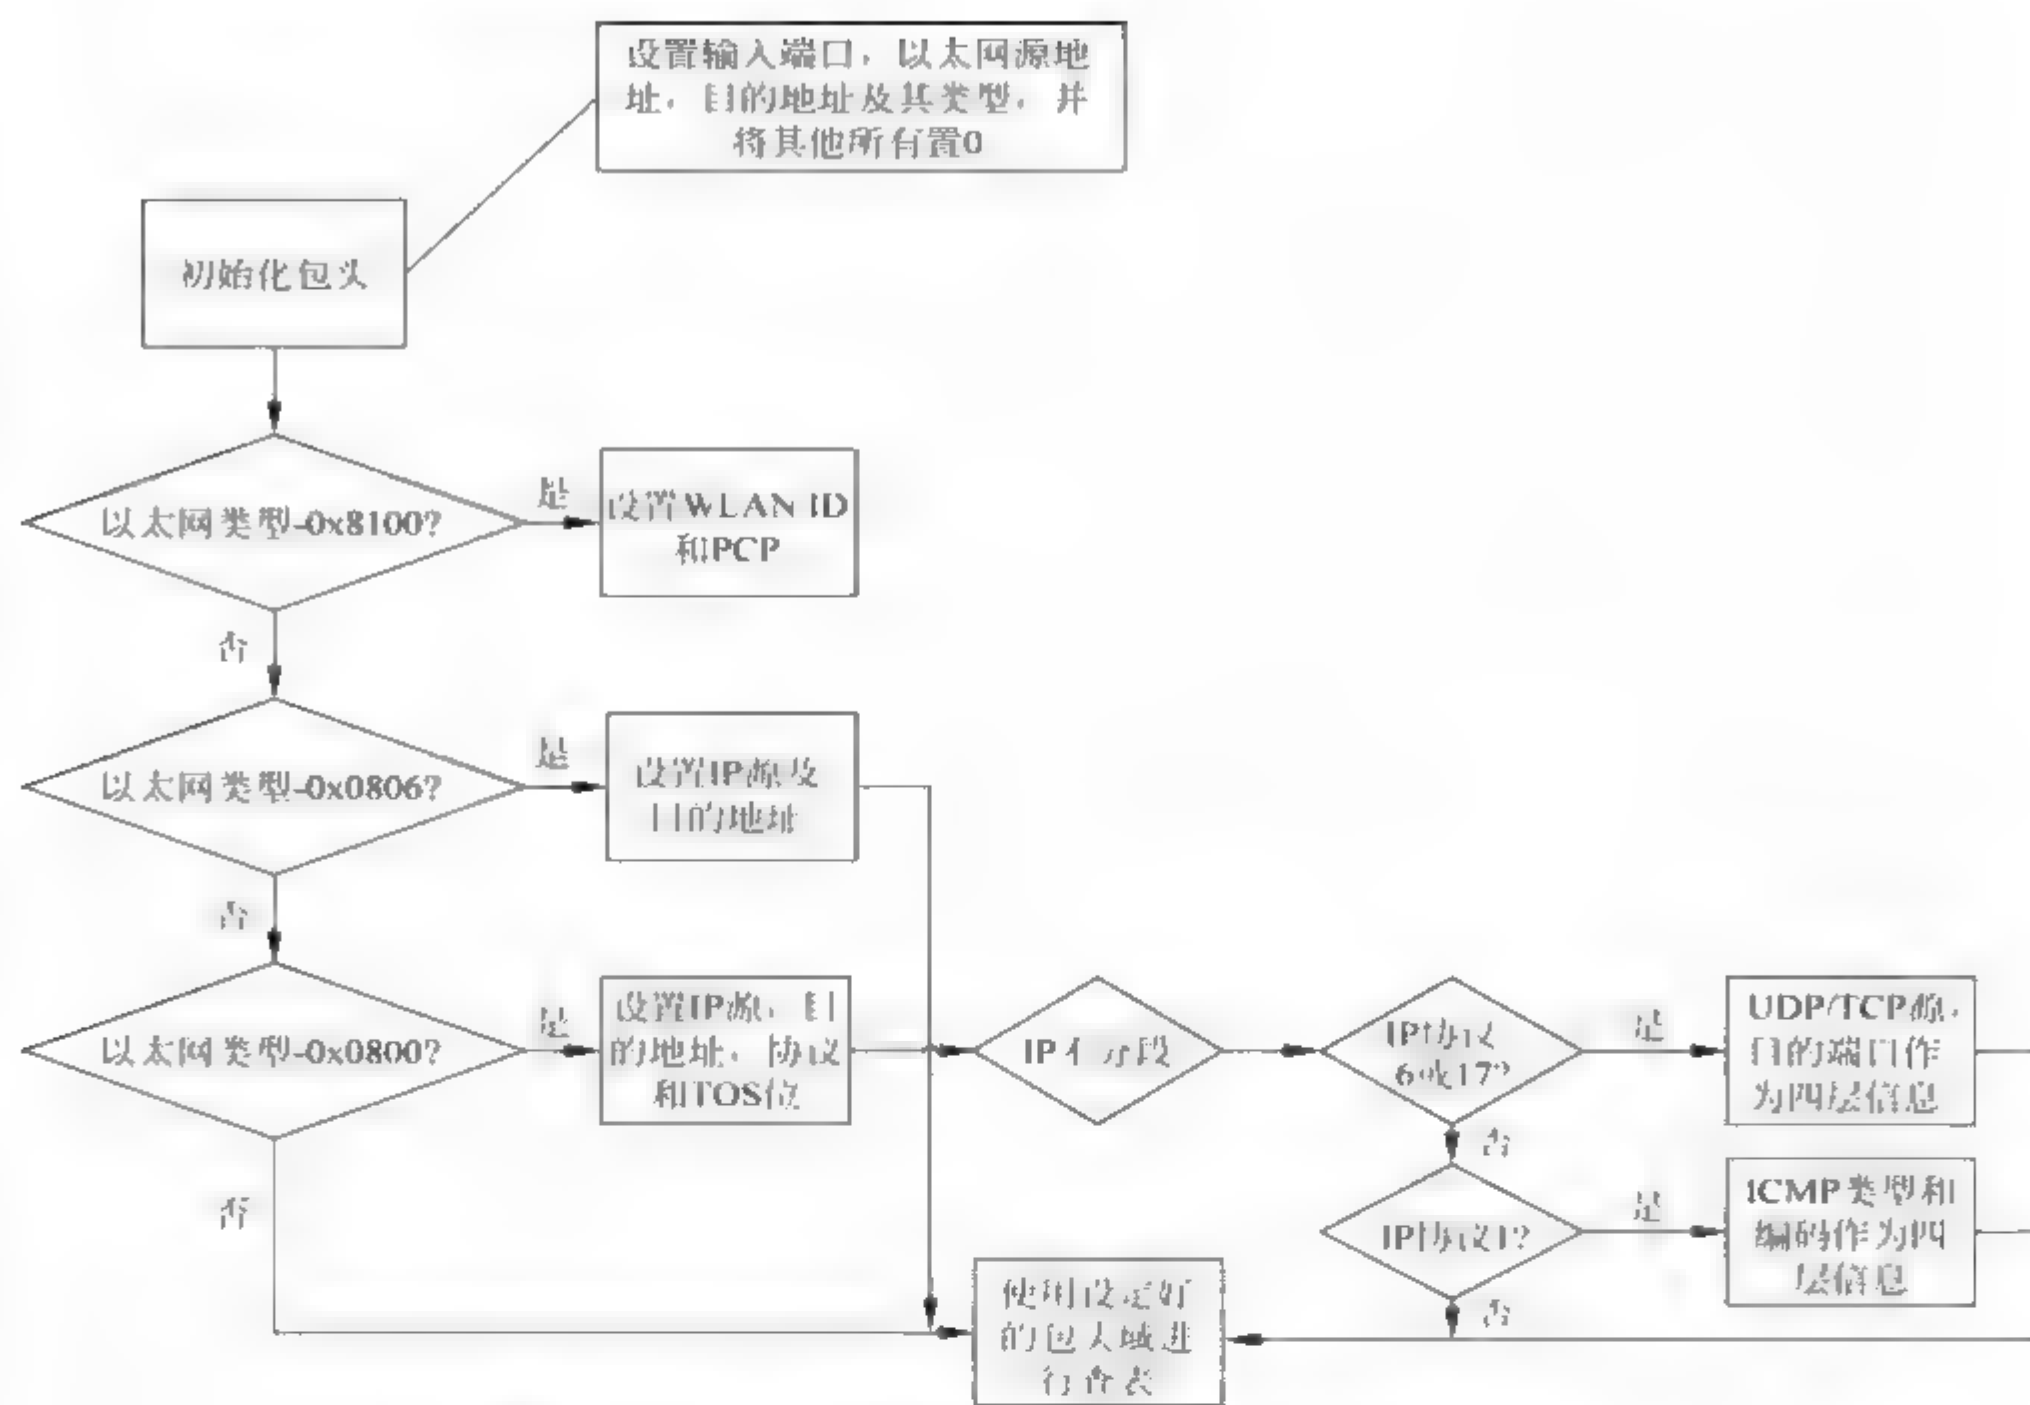 设置输入端口，以太网源地
址，目的地址及其类型，并
将其他所有置0
初始化包头
以太网类型-0x8100?
是
设置WLAN ID
和PCP
否
以太网类型-0x0806?
是
设置IP源及
目的地址
否
以太网类型-0x0800?
是
设置IP源，目
的地址，协议
和TOS位
IP不分段
IP协议
6或17?
是
UDP/TCP源，
目的端口作
为四层信息
否
IP协议1?
是
ICMP类型和
编码作为四
层信息
否
否
使用设定好
的包头域进
行查表